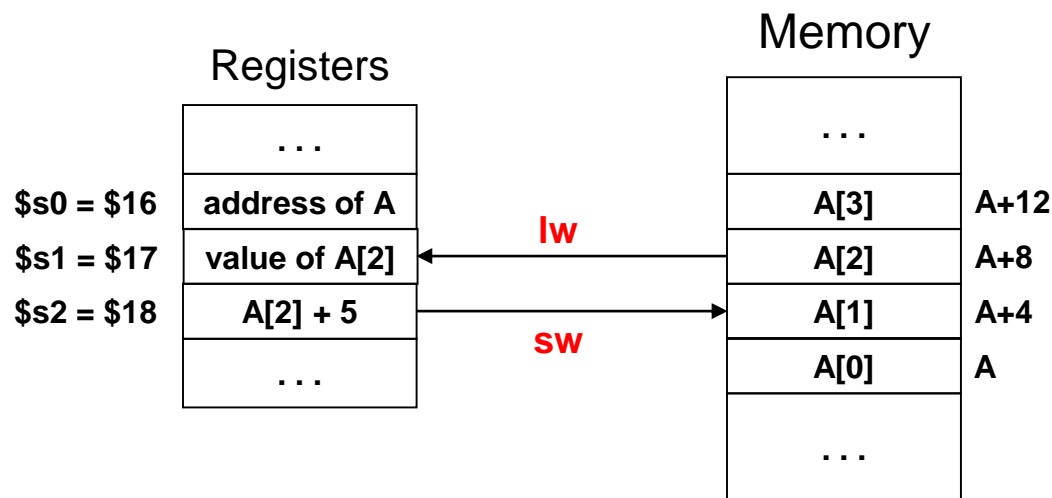 Memory
Registers
. . .
. . .
$s0 = $16 address of A
A[3] A+12
lw
$s1 = $17 value of A[2]
A[2] A+8
$s2 = $18 A[2] + 5
A[1] A+4
sw
. . .
A[0] A
. . .